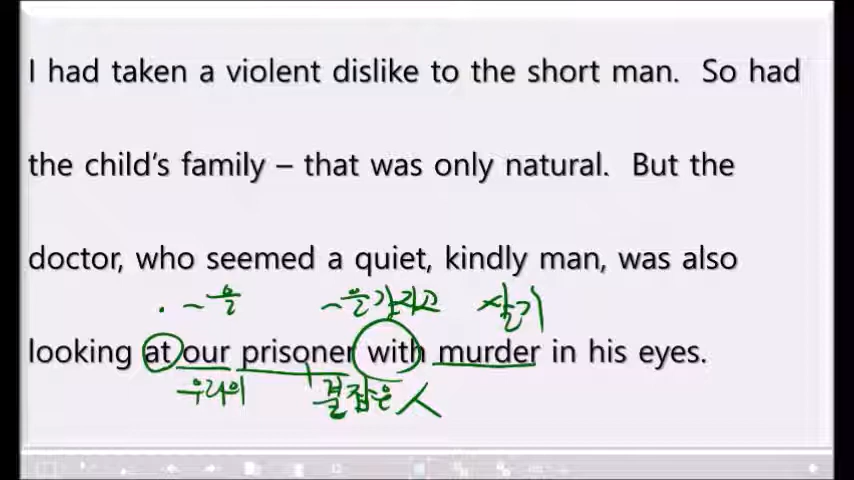 I had taken a violent dislike to the short man. So had
the child's family – that was only natural. But the
doctor, who seemed a quiet, kindly man, was also
~을 ~을 가지고 살기
looking at our prisoner with murder in his eyes.
우리의 붙잡은 人